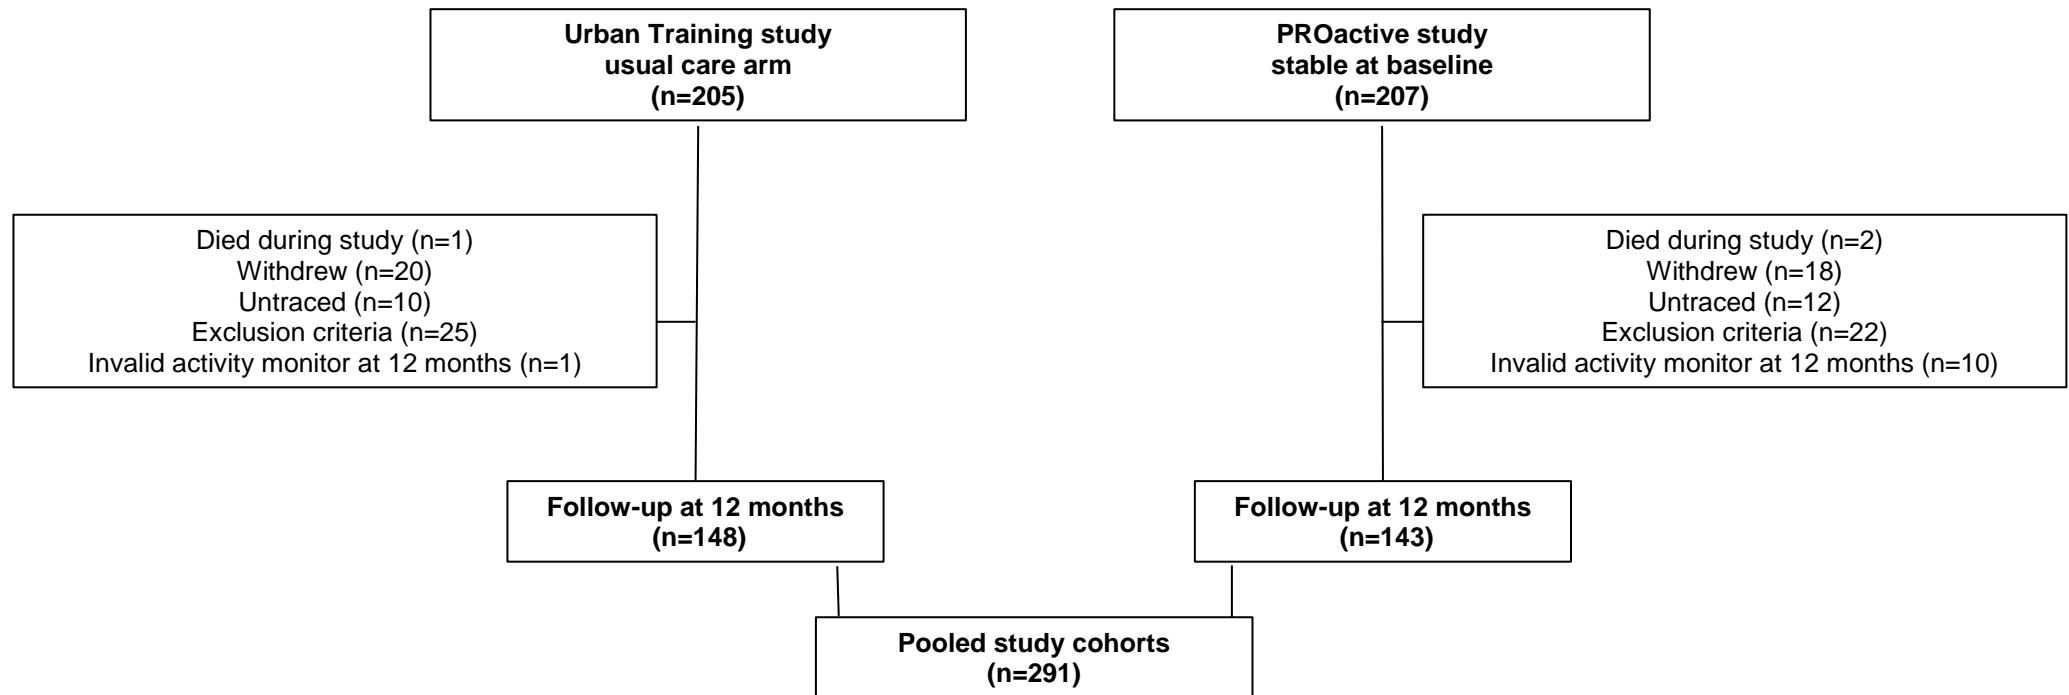 Urban Training study
usual care arm
(n=205)
PROactive study
stable at baseline
(n=207)
Died during study (n=1)
Withdrew (n=20)
Untraced (n=10)
Exclusion criteria (n=25)
Invalid activity monitor at 12 months (n=1)
Died during study (n=2)
Withdrew (n=18)
Untraced (n=12)
Exclusion criteria (n=22)
Invalid activity monitor at 12 months (n=10)
Follow-up at 12 months
(n=148)
Follow-up at 12 months
(n=143)
Pooled study cohorts
(n=291)